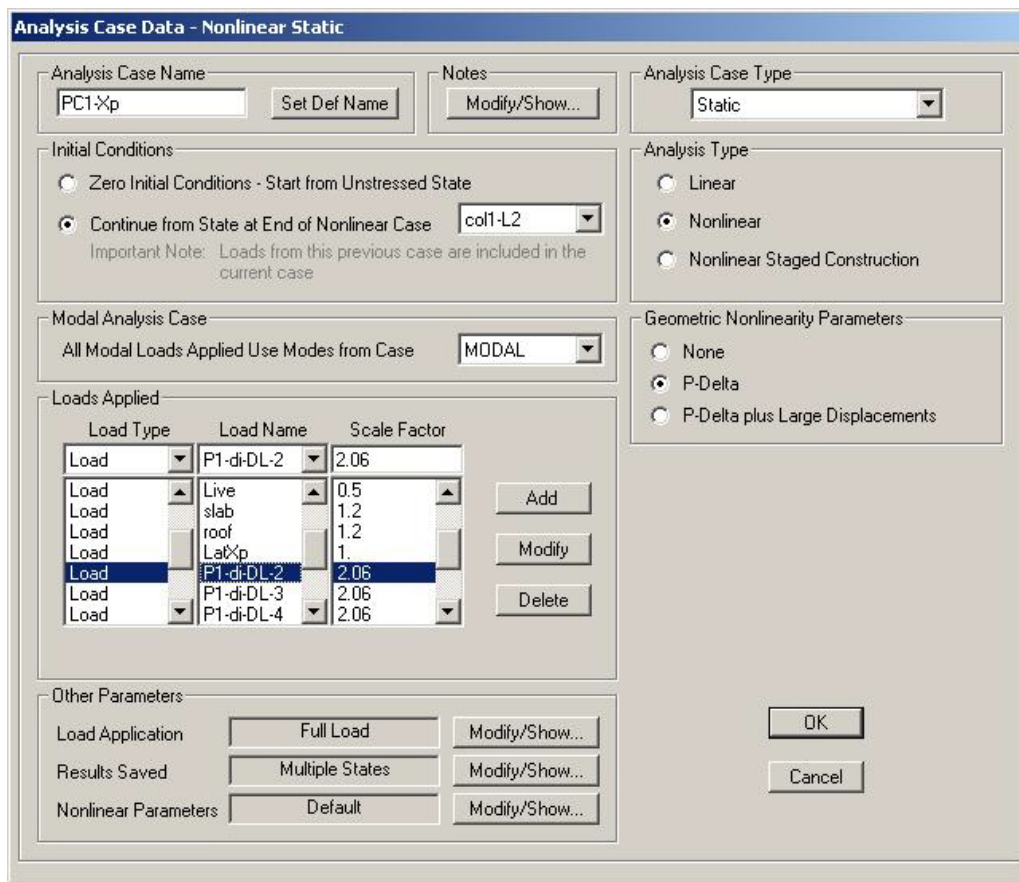 Analysis Case Data - Nonlinear Static
Analysis Case Name
PC1-Xp
Set Def Name
Notes
Modify/Show...
Analysis Case Type
Static
Initial Conditions
Zero Initial Conditions - Start from Unstressed State
Continue from State at End of Nonlinear Case
col1-L2
Important Note: Loads from this previous case are included in the
current case
Analysis Type
Linear
Nonlinear
Nonlinear Staged Construction
Modal Analysis Case
All Modal Loads Applied Use Modes from Case
MODAL
Geometric Nonlinearity Parameters
None
P-Delta
P-Delta plus Large Displacements
Loads Applied
Load Type Load Name Scale Factor
Load P1-di-DL-2 2.06
Load Live 0.5
Load slab 1.2
Load roof 1.2
Load LatXp 1.
Load P1-di-DL-2 2.06
Load P1-di-DL-3 2.06
Load P1-di-DL-4 2.06
Add
Modify
Delete
Other Parameters
Load Application Full Load Modify/Show...
Results Saved Multiple States Modify/Show...
Nonlinear Parameters Default Modify/Show...
OK
Cancel